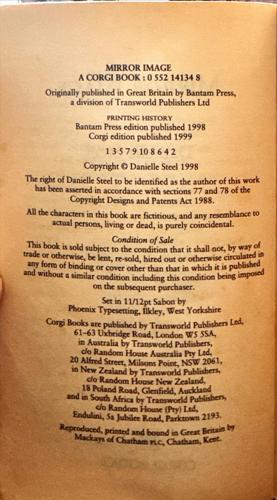 MIRROR IMAGE
A CORGI BOOK : 0 552 14134 8
Originally published in Great Britain by Bantam Press,
a division of Transworld Publishers Ltd
PRINTING HISTORY
Bantam Press edition published 1998
Corgi edition published 1999
1 3 5 7 9 10 8 6 4 2
Copyright © Danielle Steel 1998
The right of Danielle Steel to be identified as the author of this work
has been asserted in accordance with sections 77 and 78 of the
Copyright Designs and Patents Act 1988.
All the characters in this book are fictitious, and any resemblance to
actual persons, living or dead, is purely coincidental.
Condition of Sale
This book is sold subject to the condition that it shall not, by way of
trade or otherwise, be lent, re-sold, hired out or otherwise circulated in
any form of binding or cover other than that in which it is published
and without a similar condition including this condition being imposed
on the subsequent purchaser.
Set in 11/12pt Sabon by
Phoenix Typesetting, Ilkley, West Yorkshire
Corgi Books are published by Transworld Publishers Ltd,
61–63 Uxbridge Road, London W5 5SA,
in Australia by Transworld Publishers,
c/o Random House Australia Pty Ltd,
20 Alfred Street, Milsons Point, NSW 2061,
in New Zealand by Transworld Publishers,
c/o Random House New Zealand,
18 Poland Road, Glenfield, Auckland
and in South Africa by Transworld Publishers,
c/o Random House (Pty) Ltd,
Endulini, 5a Jubilee Road, Parktown 2193.
Reproduced, printed and bound in Great Britain by
Mackays of Chatham PLC, Chatham, Kent.